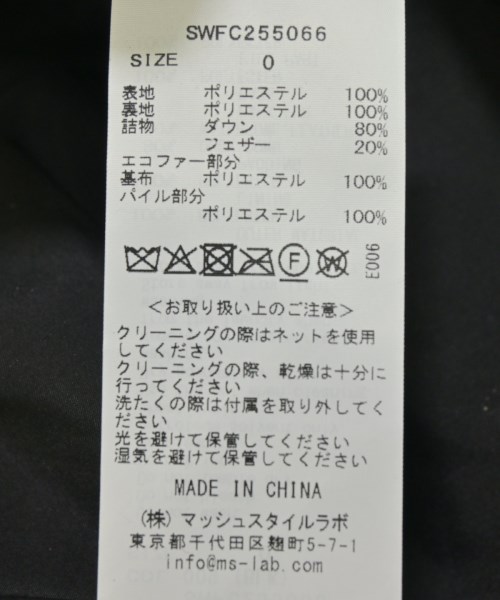 SWFC255066
SIZE 0
表地 ポリエステル 100%
裏地 ポリエステル 100%
詰物 ダウン 80%
フェザー 20%
エコファー部分
基布 ポリエステル 100%
パイル部分
ポリエステル 100%
F W E006
<お取り扱い上のご注意>
クリーニングの際はネットを使用
してください
クリーニングの際、乾燥は十分に
行ってください
洗たくの際は付属を取り外してく
ださい
光を避けて保管してください
湿気を避けて保管してください
MADE IN CHINA
(株) マッシュスタイルラボ
東京都千代田区麹町5-7-1
info@ms-lab.com